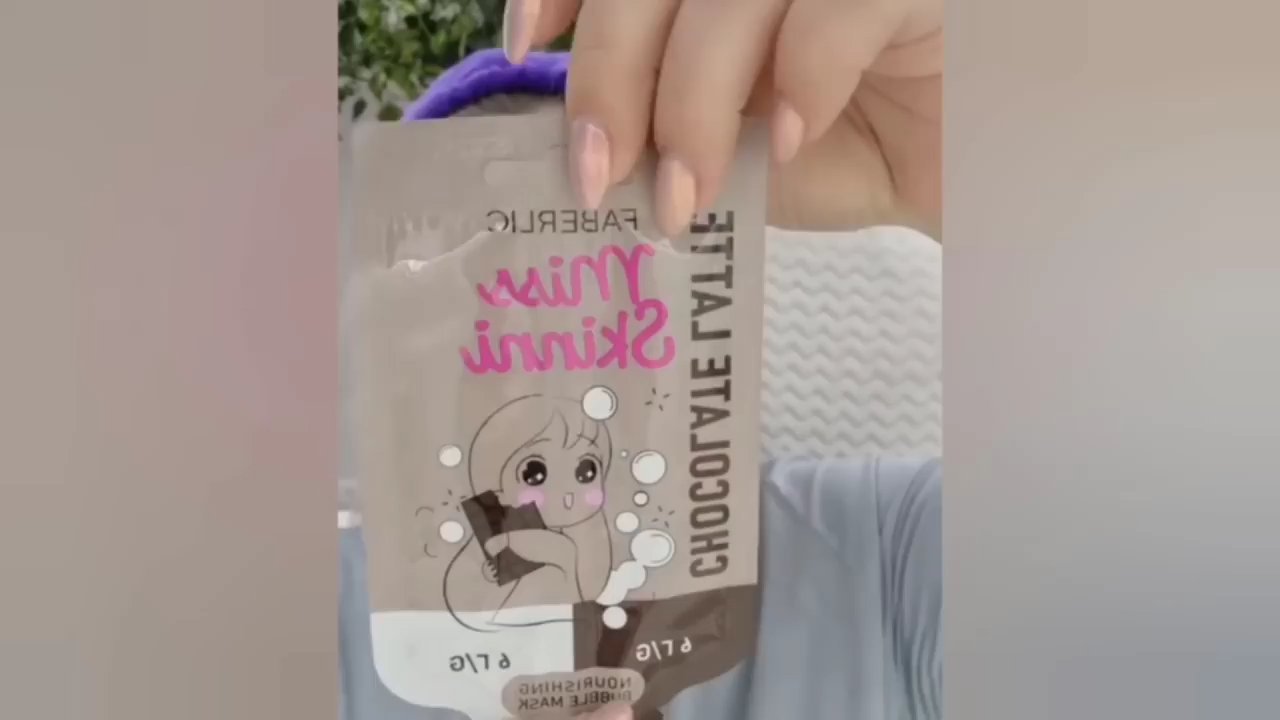 FABERLIC
Miss
Skinni
CHOCOLATE LATTE
6 Г/G
6 Г/G
NOURISHING
BUBBLE MASK